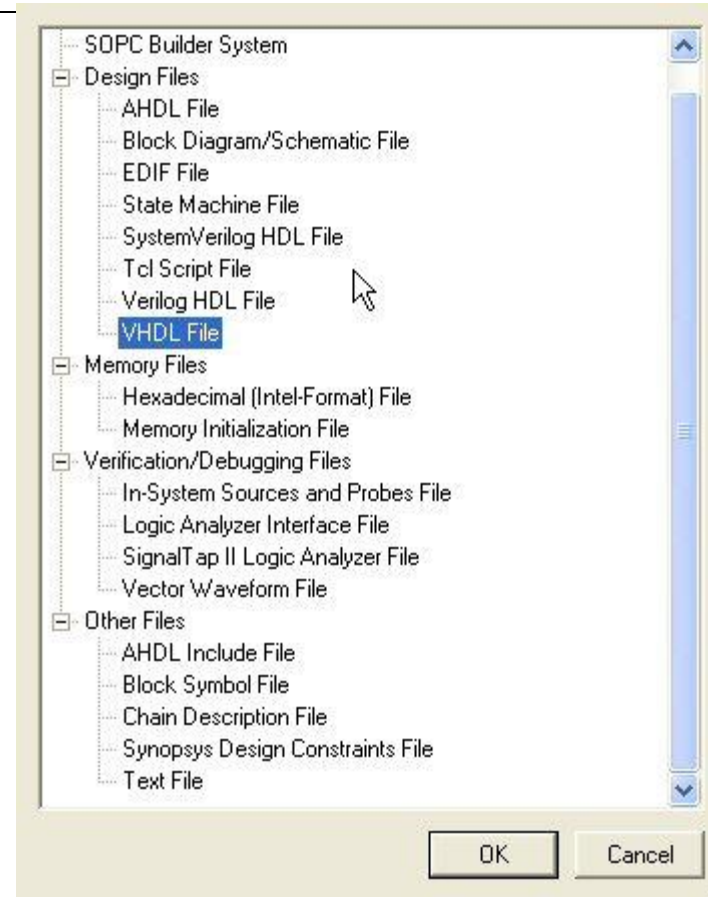 SOPC Builder System
Design Files
AHDL File
Block Diagram/Schematic File
EDIF File
State Machine File
SystemVerilog HDL File
Tcl Script File
Verilog HDL File
VHDL File
Memory Files
Hexadecimal (Intel-Format) File
Memory Initialization File
Verification/Debugging Files
In-System Sources and Probes File
Logic Analyzer Interface File
SignalTap II Logic Analyzer File
Vector Waveform File
Other Files
AHDL Include File
Block Symbol File
Chain Description File
Synopsys Design Constraints File
Text File
OK Cancel